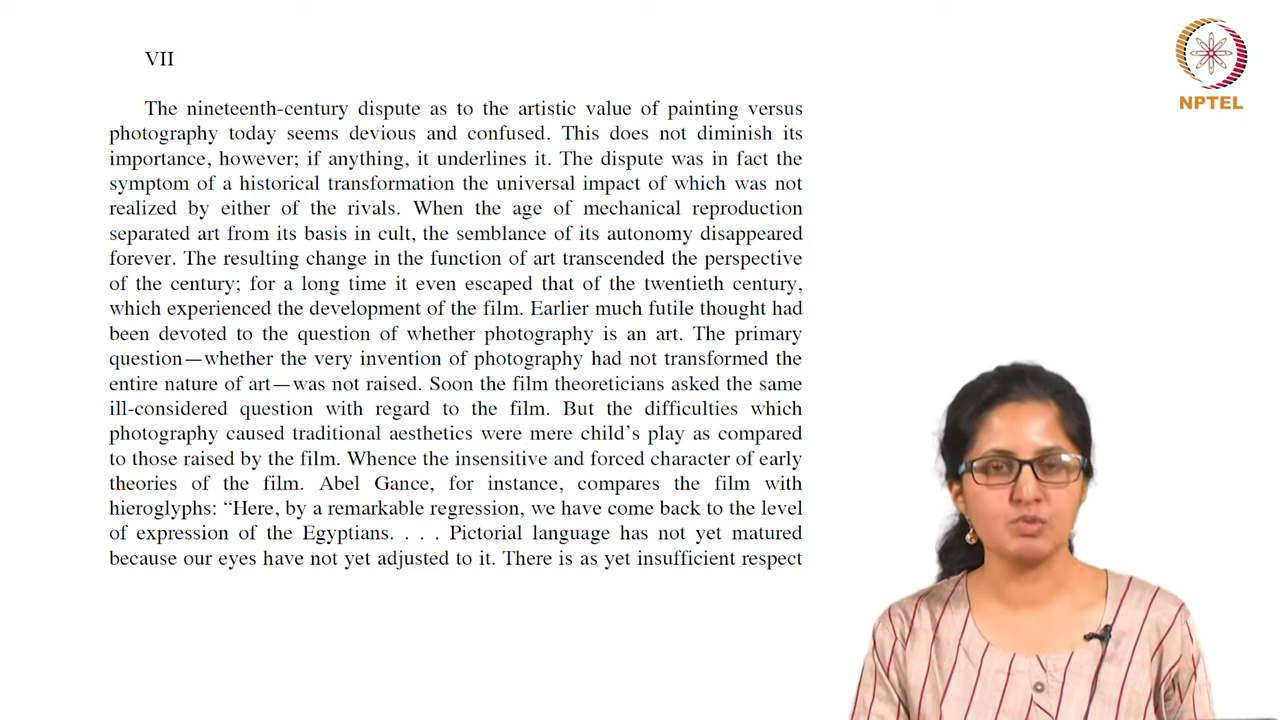 VII
The nineteenth-century dispute as to the artistic value of painting versus
photography today seems devious and confused. This does not diminish its
importance, however; if anything, it underlines it. The dispute was in fact the
symptom of a historical transformation the universal impact of which was not
realized by either of the rivals. When the age of mechanical reproduction
separated art from its basis in cult, the semblance of its autonomy disappeared
forever. The resulting change in the function of art transcended the perspective
of the century; for a long time it even escaped that of the twentieth century,
which experienced the development of the film. Earlier much futile thought had
been devoted to the question of whether photography is an art. The primary
question—whether the very invention of photography had not transformed the
entire nature of art—was not raised. Soon the film theoreticians asked the same
ill-considered question with regard to the film. But the difficulties which
photography caused traditional aesthetics were mere child’s play as compared
to those raised by the film. Whence the insensitive and forced character of early
theories of the film. Abel Gance, for instance, compares the film with
hieroglyphs: “Here, by a remarkable regression, we have come back to the level
of expression of the Egyptians. . . . Pictorial language has not yet matured
because our eyes have not yet adjusted to it. There is as yet insufficient respect
NPTEL